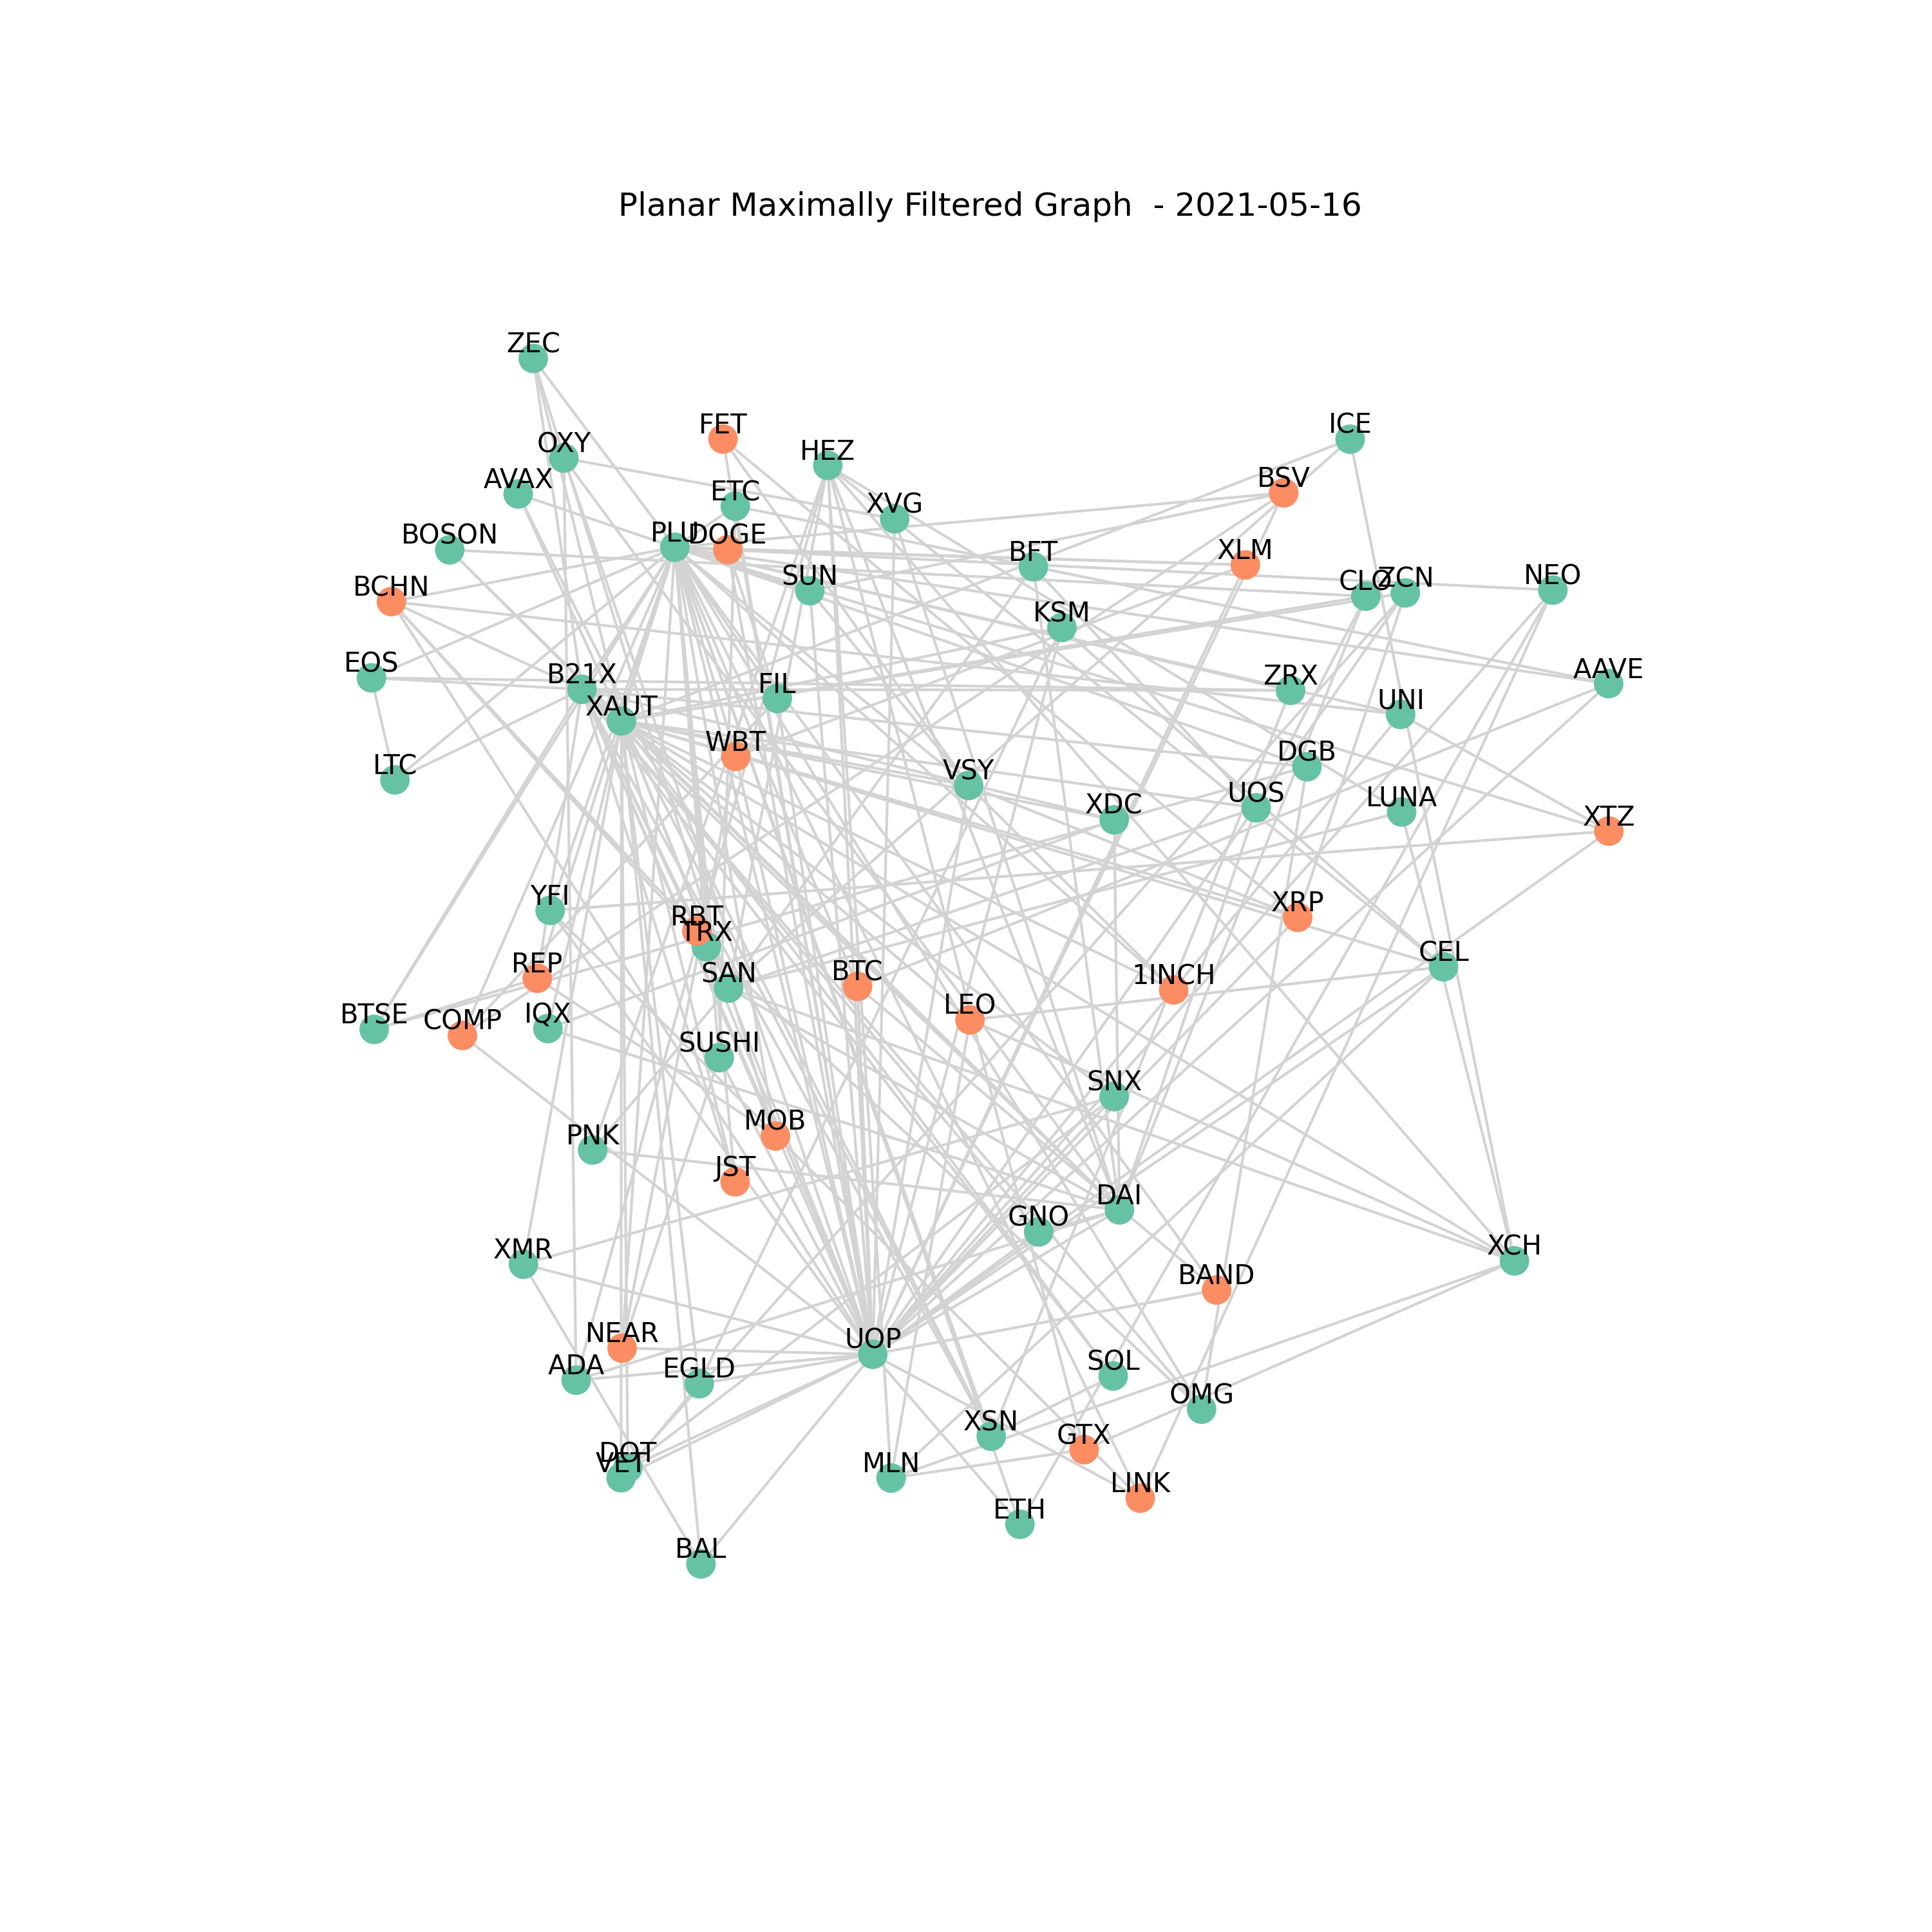 Planar Maximally Filtered Graph  - 2021-05-16
ZEC
FET
ICE
OXY
HEZ
BSV
AVAX
ETC
XVG
BOSON
PLU
DOGE
BFT
XLM
BCHN
SUN
CLO
ZCN
NEO
KSM
EOS
B21X
FIL
ZRX
AAVE
XAUT
UNI
LTC
WBT
VSY
DGB
XDC
UOS
LUNA
XTZ
YFI
RBT
TRX
XRP
REP
SAN
BTC
1INCH
CEL
BTSE
COMP
IQX
LEO
SUSHI
SNX
PNK
MOB
JST
DAI
GNO
XMR
XCH
BAND
NEAR
UOP
ADA
EGLD
SOL
OMG
DOT
VET
XSN
GTX
MLN
LINK
ETH
BAL